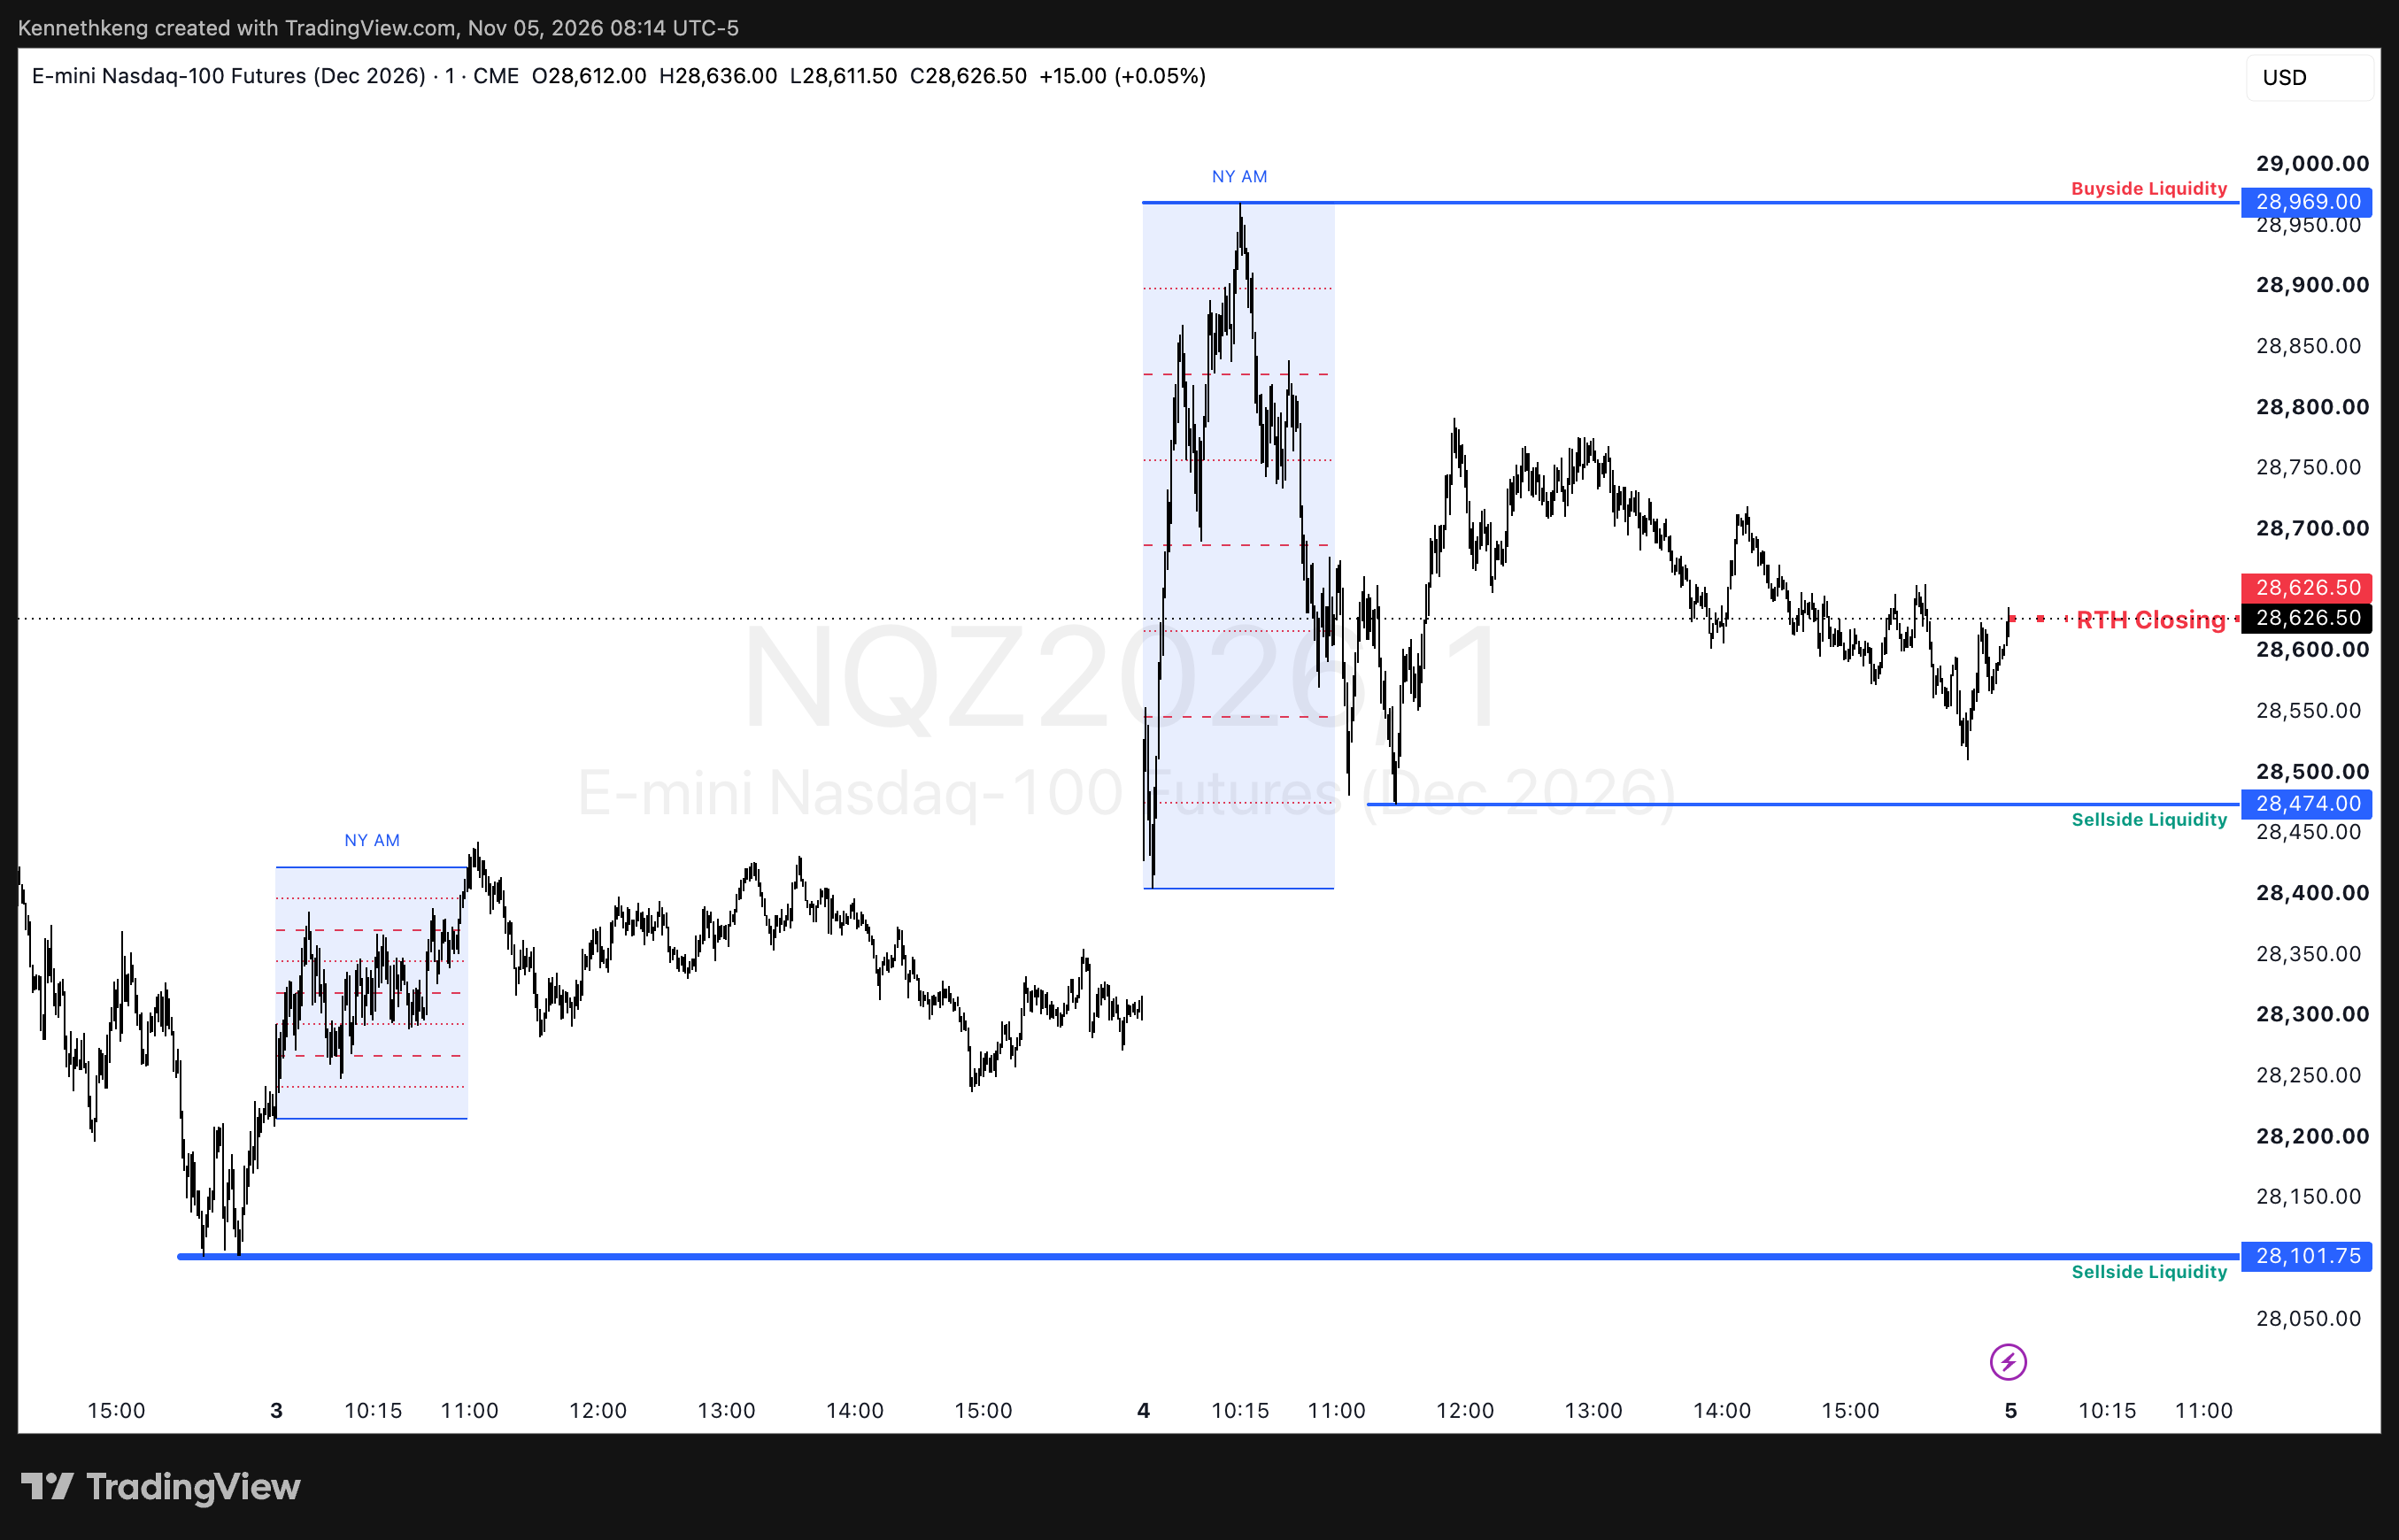 Kennethkeng created with TradingView.com, Nov 05, 2026 08:14 UTC-5
E-mini Nasdaq-100 Futures (Dec 2026) · 1 · CME O28,612.00 H28,636.00 L28,611.50 C28,626.50 +15.00 (+0.05%)
USD
NY AM
29,000.00
Buyside Liquidity
28,969.00
28,950.00
28,900.00
28,850.00
28,800.00
28,750.00
28,700.00
28,626.50
RTH Closing
28,626.50
28,600.00
NQZ2026, 1
E-mini Nasdaq-100 Futures (Dec 2026)
28,550.00
28,500.00
28,474.00
Sellside Liquidity
28,450.00
NY AM
28,400.00
28,350.00
28,300.00
28,250.00
28,200.00
28,150.00
28,101.75
Sellside Liquidity
28,050.00
15:00 3 10:15 11:00 12:00 13:00 14:00 15:00 4 10:15 11:00 12:00 13:00 14:00 15:00 5 10:15 11:00
TradingView